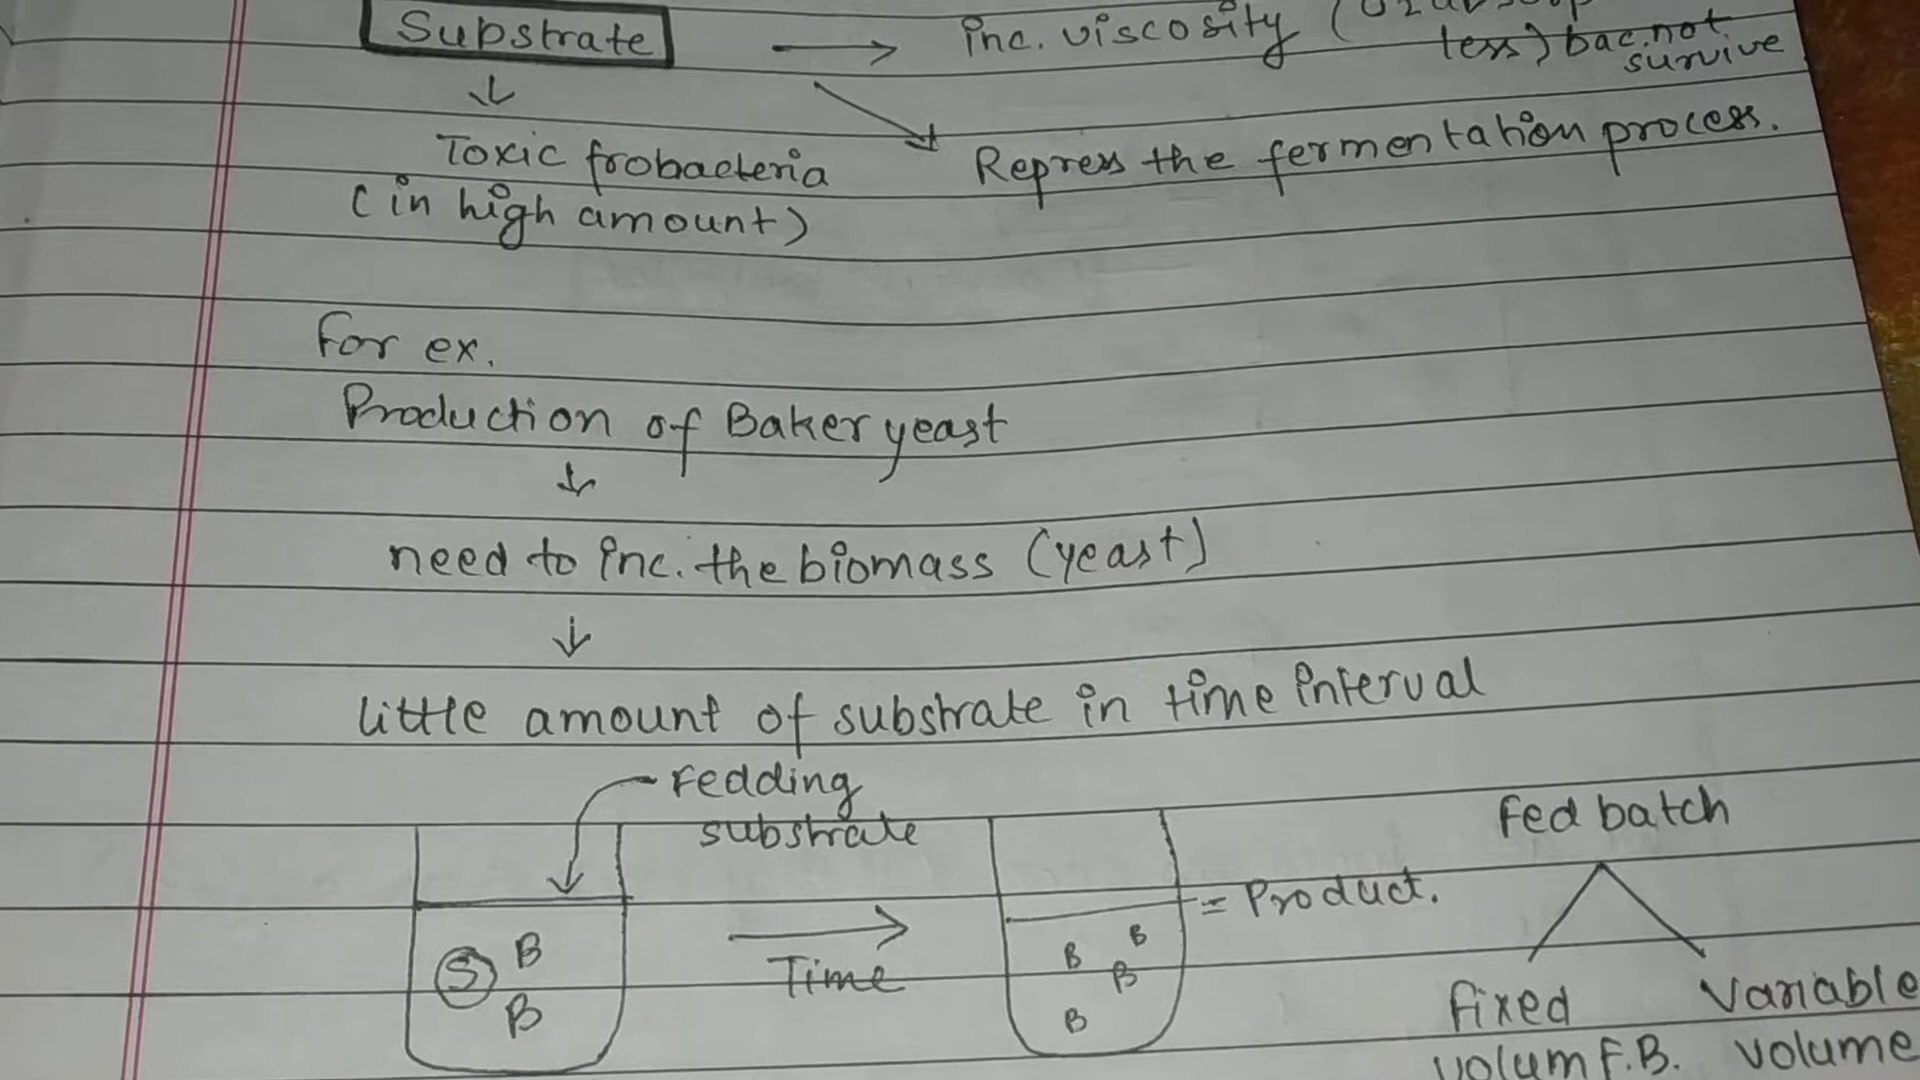 Substrate → inc. viscosity (O2
less) bac. not
survive
↓
Toxic frobacteria
(in high amount)
Repress the fermentation process.
For ex.
Production of Baker yeast
↓
need to inc. the biomass (yeast)
↓
little amount of substrate in time interval
Fedding
substrate
S B
B
Time
B B
B
B
= Product.
Fed batch
fixed
volum F.B.
Variable
volume